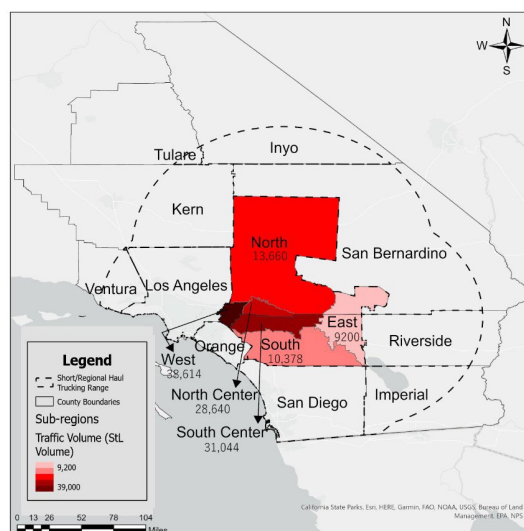 N
W E
S
Inyo
Tulare
Kern
North
13,660
San Bernardino
Ventura
Los Angeles
East
9200
Riverside
Orange
South
10,378
West
38,614
North Center
28,640
San Diego
Imperial
South Center
31,044
Legend
Short/Regional Haul
Trucking Range
County Boundaries
Sub-regions
Traffic Volume (StL
Volume)
9,200
39,000
0 13 26 52 78 104
Miles
California State Parks, Esri, HERE, Garmin, FAO, NOAA, USGS, Bureau of Land
Management, EPA, NPS